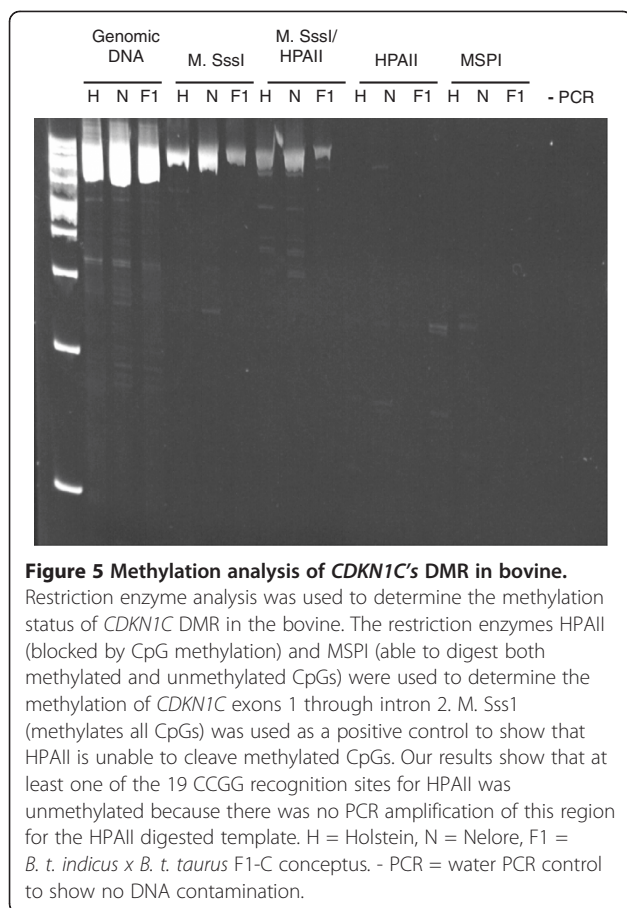 Genomic DNA M. SssI M. SssI/ HPAII HPAII MSPI
H N F1 H N F1 H N F1 H N F1 H N F1 - PCR
Figure 5 Methylation analysis of CDKN1C's DMR in bovine.
Restriction enzyme analysis was used to determine the methylation
status of CDKN1C DMR in the bovine. The restriction enzymes HPAII
(blocked by CpG methylation) and MSPI (able to digest both
methylated and unmethylated CpGs) were used to determine the
methylation of CDKN1C exons 1 through intron 2. M. Sss1
(methylates all CpGs) was used as a positive control to show that
HPAII is unable to cleave methylated CpGs. Our results show that at
least one of the 19 CCGG recognition sites for HPAII was
unmethylated because there was no PCR amplification of this region
for the HPAII digested template. H = Holstein, N = Nelore, F1 =
B. t. indicus x B. t. taurus F1-C conceptus. - PCR = water PCR control
to show no DNA contamination.